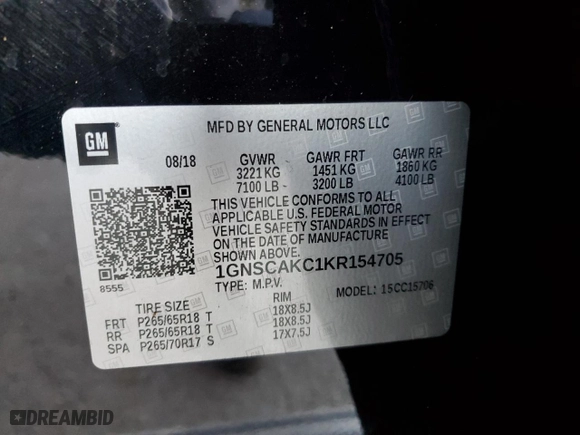 GM
MFD BY GENERAL MOTORS LLC
08/18 GVWR GAWR FRT GAWR RR
3221 KG 1451 KG 1860 KG
7100 LB 3200 LB 4100 LB
THIS VEHICLE CONFORMS TO ALL
APPLICABLE U.S. FEDERAL MOTOR
VEHICLE SAFETY STANDARDS IN EFFECT
ON THE DATE OF MANUFACTURE
SHOWN ABOVE.
8555
1GNSCAKC1KR154705
TYPE: M.P.V. MODEL: 15CC15706
TIRE SIZE RIM
FRT P265/65R18 T 18X8.5J
RR P265/65R18 T 18X8.5J
SPA P265/70R17 S 17X7.5J
DREAMBID